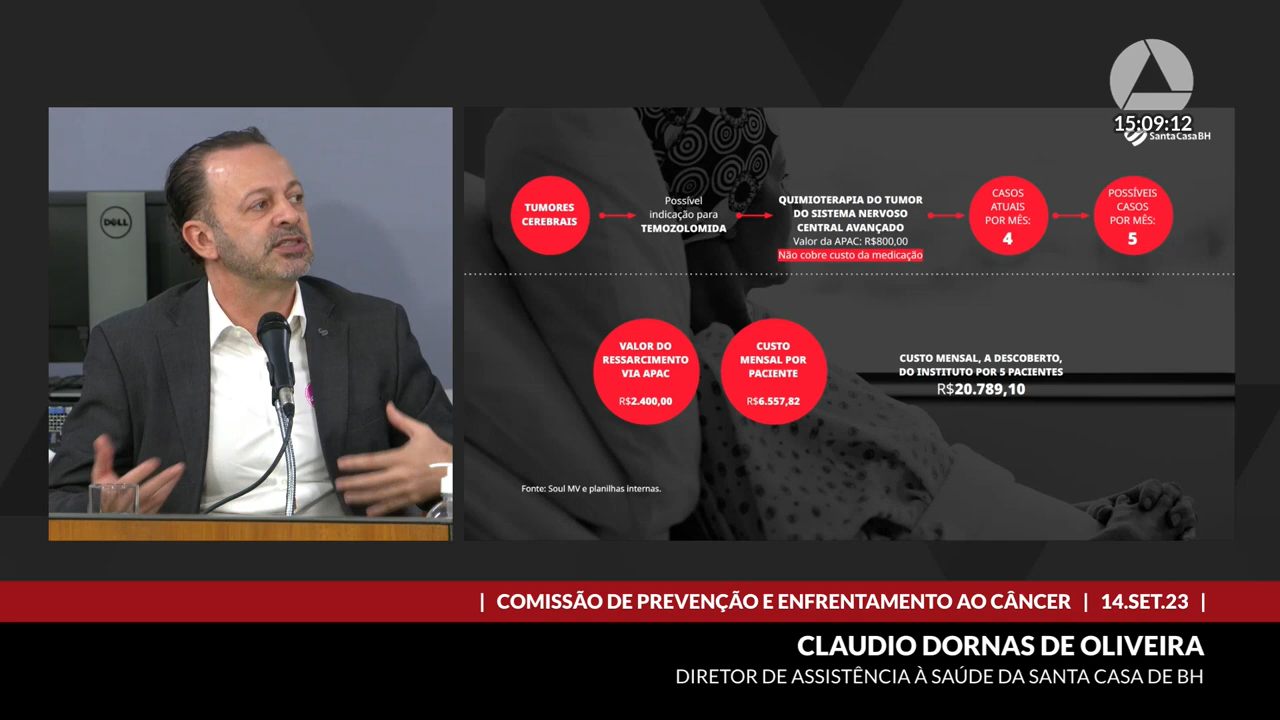 15:09:12
SantaCasaBH
DELL
TUMORES
CEREBRAIS
Possível
indicação para
TEMOZOLOMIDA
QUIMIOTERAPIA DO TUMOR
DO SISTEMA NERVOSO
CENTRAL AVANÇADO
Valor da APAC: R$800,00
Não cobre custo da medicação
CASOS
ATUAIS
POR MÊS:
4
POSSÍVEIS
CASOS
POR MÊS:
5
VALOR DO
RESSARCIMENTO
VIA APAC
R$2.400,00
CUSTO
MENSAL POR
PACIENTE
R$6.557,82
CUSTO MENSAL, A DESCOBERTO,
DO INSTITUTO POR 5 PACIENTES
R$20.789,10
Fonte: Soul MV e planilhas internas.
| COMISSÃO DE PREVENÇÃO E ENFRENTAMENTO AO CÂNCER | 14.SET.23 |
CLAUDIO DORNAS DE OLIVEIRA
DIRETOR DE ASSISTÊNCIA À SAÚDE DA SANTA CASA DE BH